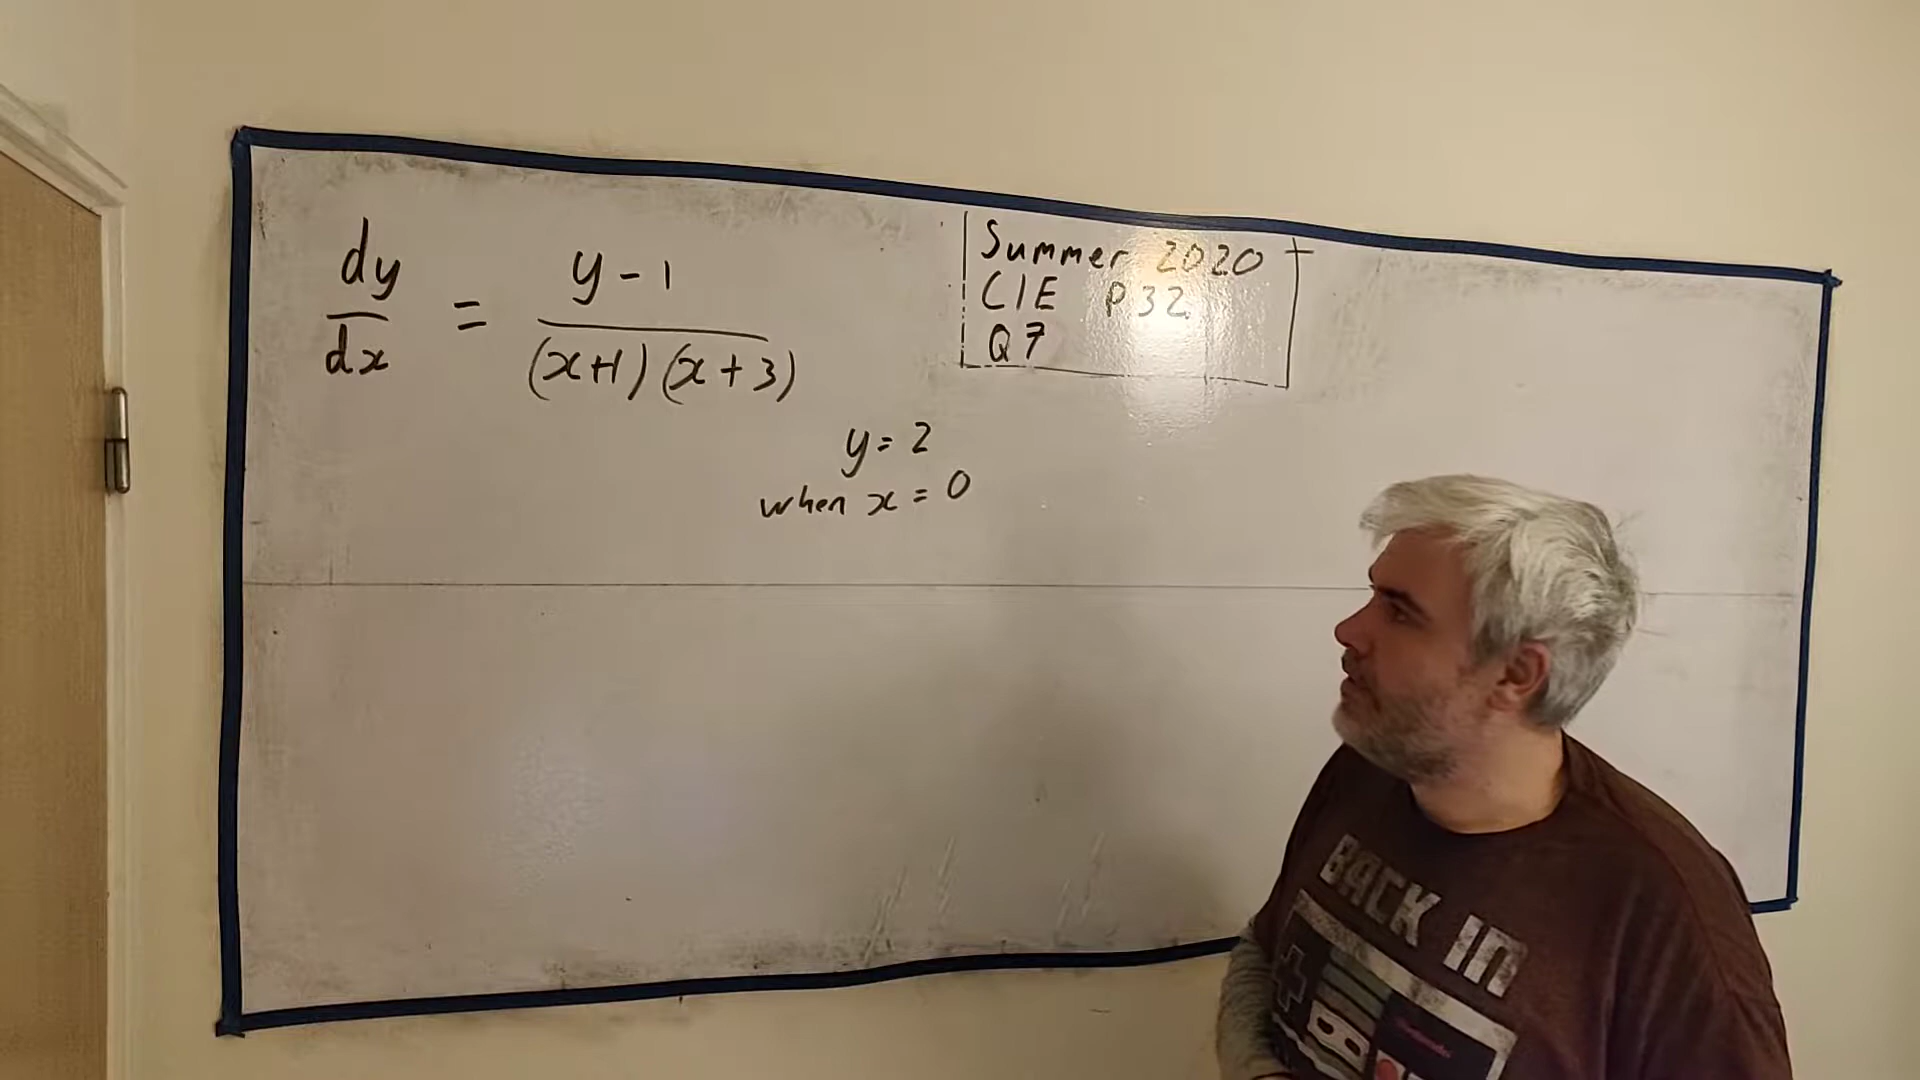 dy/dx = y-1/(x+1)(x+3)
Summer 2020
CIE P32
Q7
y = 2
when x = 0
BACK IN